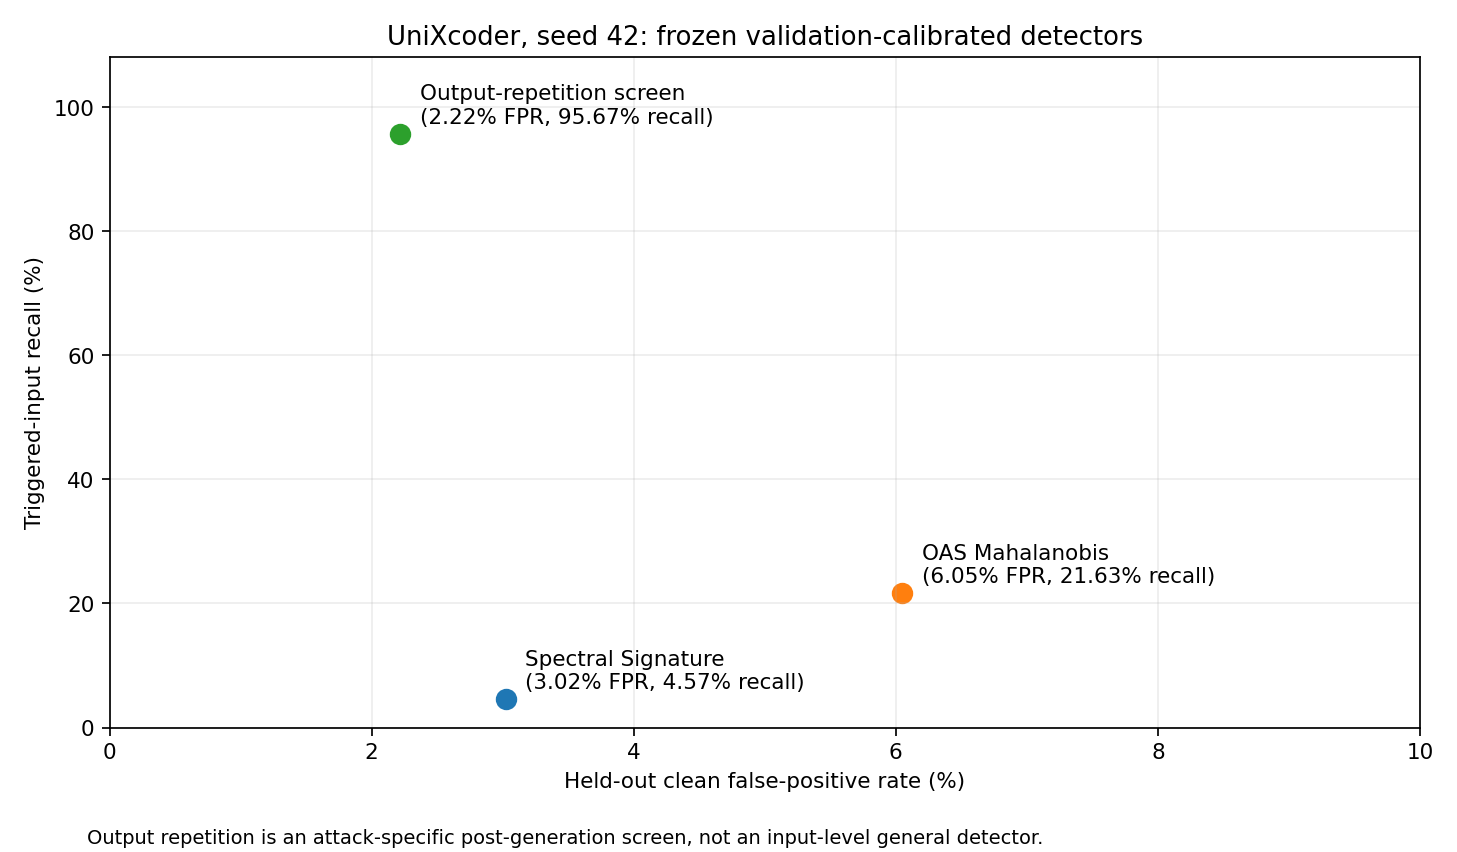 UniXcoder, seed 42: frozen validation-calibrated detectors
Triggered-input recall (%)
100
80
60
40
20
0
Output-repetition screen
(2.22% FPR, 95.67% recall)
OAS Mahalanobis
(6.05% FPR, 21.63% recall)
Spectral Signature
(3.02% FPR, 4.57% recall)
0 2 4 6 8 10
Held-out clean false-positive rate (%)
Output repetition is an attack-specific post-generation screen, not an input-level general detector.